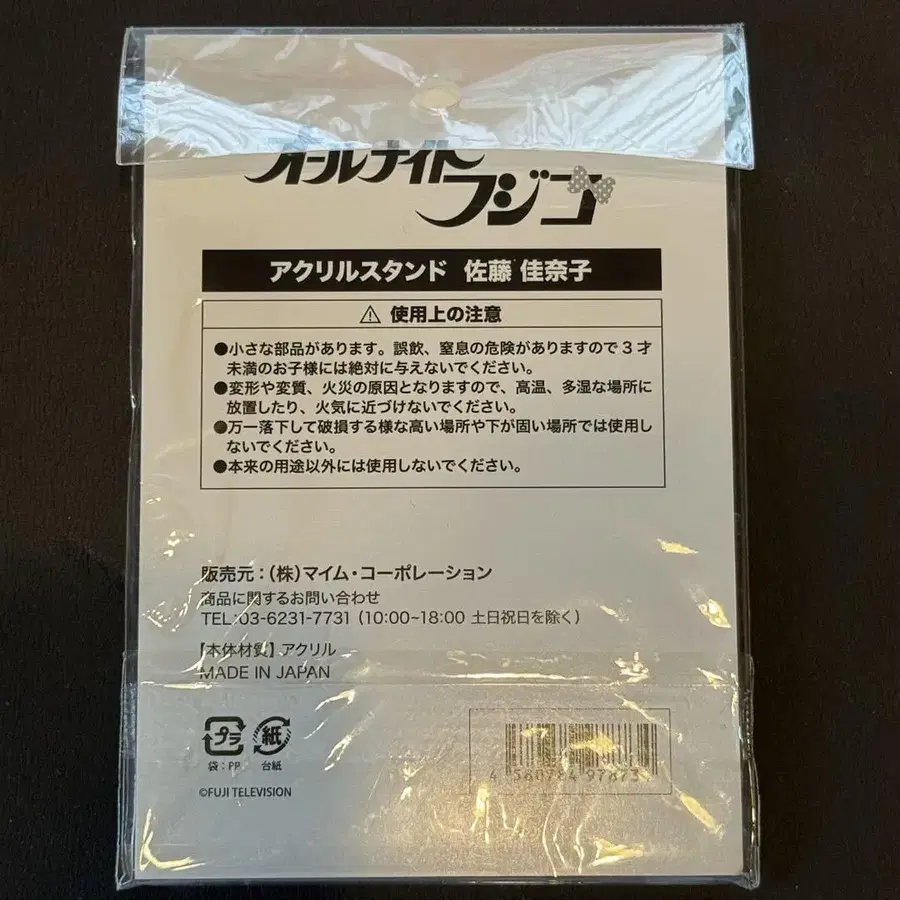 オールナイト
フジコ
アクリルスタンド 佐藤 佳奈子
⚠ 使用上の注意
●小さな部品があります。誤飲、窒息の危険がありますので3才
未満のお子様には絶対に与えないでください。
●変形や変質、火災の原因となりますので、高温、多湿な場所に
放置したり、火気に近づけないでください。
●万一落下して破損する様な高い場所や下が固い場所では使用し
ないでください。
●本来の用途以外には使用しないでください。
販売元:(株)マイム・コーポレーション
商品に関するお問い合わせ
TEL:03-6231-7731 (10:00~18:00 土日祝日を除く)
【本体材質】アクリル
MADE IN JAPAN
プラ 紙
袋:PP 台紙
©FUJI TELEVISION